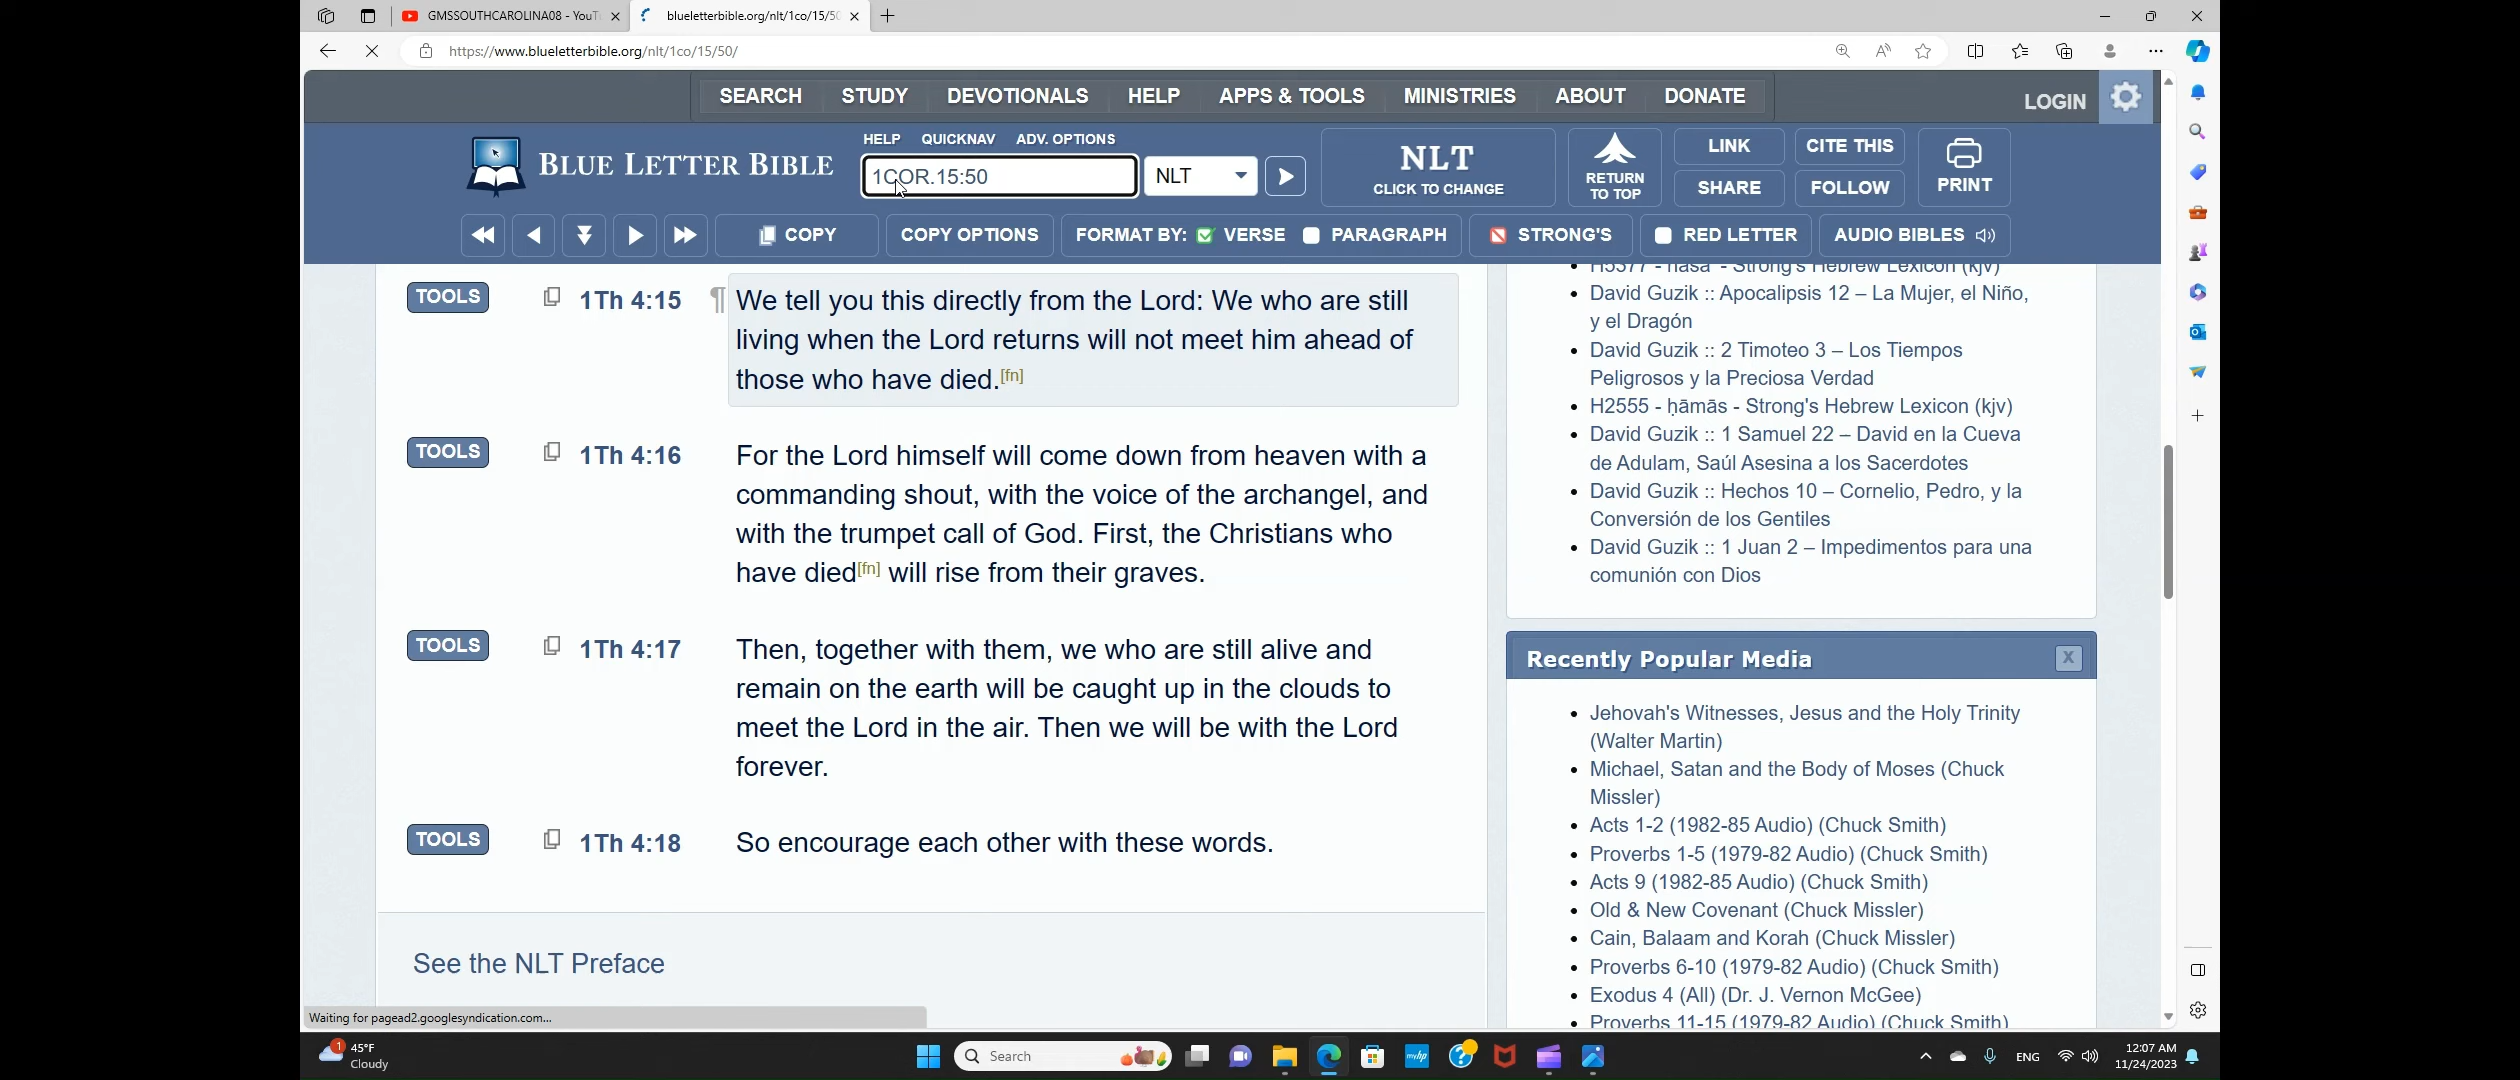 GMSSOUTHCAROLINA08 - YouT
blueletterbible.org/nlt/1co/15/50
https://www.blueletterbible.org/nlt/1co/15/50/
SEARCH STUDY DEVOTIONALS HELP APPS & TOOLS MINISTRIES ABOUT DONATE
LOGIN
BLUE LETTER BIBLE
HELP QUICKNAV ADV. OPTIONS
1COR.15:50
NLT
NLT
CLICK TO CHANGE
RETURN
TO TOP
LINK
CITE THIS
SHARE
FOLLOW
PRINT
COPY
COPY OPTIONS
FORMAT BY: VERSE PARAGRAPH
STRONG'S
RED LETTER
AUDIO BIBLES
TOOLS 1Th 4:15 ¶ We tell you this directly from the Lord: We who are still
living when the Lord returns will not meet him ahead of
those who have died.[fn]
TOOLS 1Th 4:16 For the Lord himself will come down from heaven with a
commanding shout, with the voice of the archangel, and
with the trumpet call of God. First, the Christians who
have died[fn] will rise from their graves.
TOOLS 1Th 4:17 Then, together with them, we who are still alive and
remain on the earth will be caught up in the clouds to
meet the Lord in the air. Then we will be with the Lord
forever.
TOOLS 1Th 4:18 So encourage each other with these words.
See the NLT Preface
- Strong's Hebrew Lexicon (kjv)
David Guzik :: Apocalipsis 12 – La Mujer, el Niño,
y el Dragón
David Guzik :: 2 Timoteo 3 – Los Tiempos
Peligrosos y la Preciosa Verdad
H2555 - ḥāmās - Strong's Hebrew Lexicon (kjv)
David Guzik :: 1 Samuel 22 – David en la Cueva
de Adulam, Saúl Asesina a los Sacerdotes
David Guzik :: Hechos 10 – Cornelio, Pedro, y la
Conversión de los Gentiles
David Guzik :: 1 Juan 2 – Impedimentos para una
comunión con Dios
Recently Popular Media
X
Jehovah's Witnesses, Jesus and the Holy Trinity
(Walter Martin)
Michael, Satan and the Body of Moses (Chuck
Missler)
Acts 1-2 (1982-85 Audio) (Chuck Smith)
Proverbs 1-5 (1979-82 Audio) (Chuck Smith)
Acts 9 (1982-85 Audio) (Chuck Smith)
Old & New Covenant (Chuck Missler)
Cain, Balaam and Korah (Chuck Missler)
Proverbs 6-10 (1979-82 Audio) (Chuck Smith)
Exodus 4 (All) (Dr. J. Vernon McGee)
Proverbs 11-15 (1979-82 Audio) (Chuck Smith)
Waiting for pagead2.googlesyndication.com...
1
45°F
Cloudy
Search
myhp
ENG
12:07 AM
11/24/2023